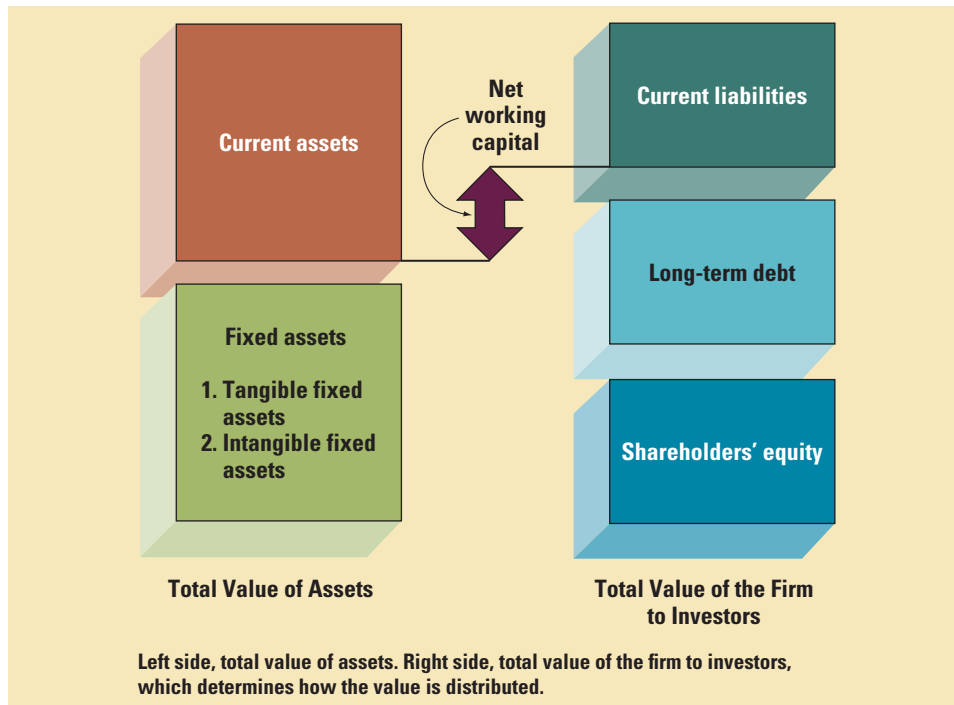 Current assets
Net
working
capital
Current liabilities
Long-term debt
Fixed assets
1. Tangible fixed
assets
2. Intangible fixed
assets
Shareholders’ equity
Total Value of Assets
Total Value of the Firm
to Investors
Left side, total value of assets. Right side, total value of the firm to investors,
which determines how the value is distributed.